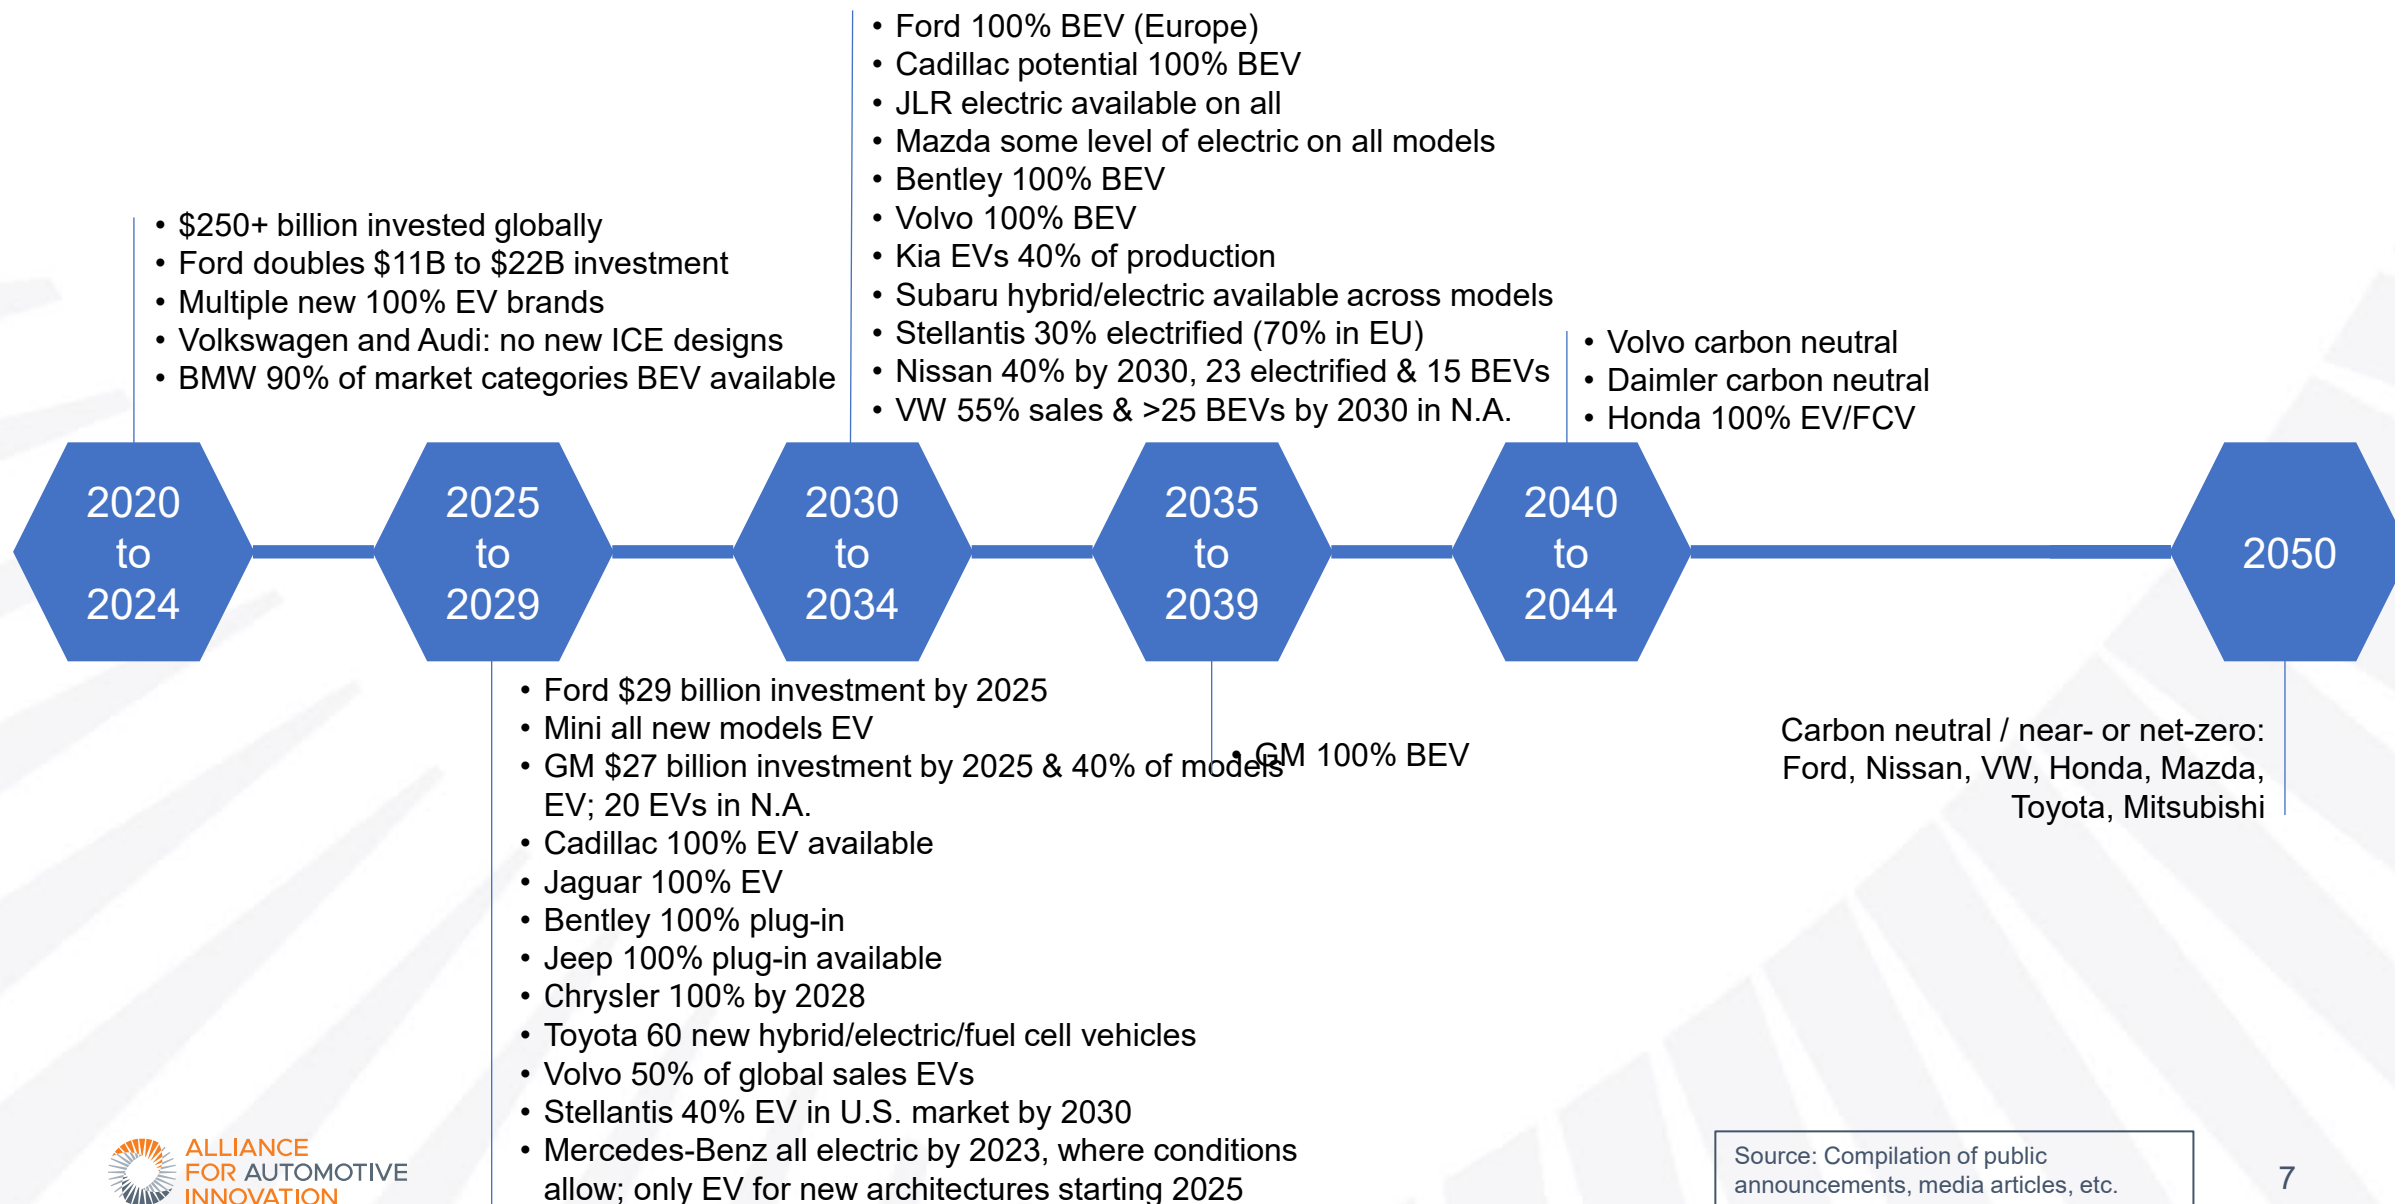 • Ford 100% BEV (Europe)
• Cadillac potential 100% BEV
• JLR electric available on all
• Mazda some level of electric on all models
• Bentley 100% BEV
• Volvo 100% BEV
• Kia EVs 40% of production
• Subaru hybrid/electric available across models
• Stellantis 30% electrified (70% in EU)
• Nissan 40% by 2030, 23 electrified & 15 BEVs
• VW 55% sales & >25 BEVs by 2030 in N.A.
• $250+ billion invested globally
• Ford doubles $11B to $22B investment
• Multiple new 100% EV brands
• Volkswagen and Audi: no new ICE designs
• BMW 90% of market categories BEV available
• Volvo carbon neutral
• Daimler carbon neutral
• Honda 100% EV/FCV
2020
to
2024
2025
to
2029
2030
to
2034
2035
to
2039
2040
to
2044
2050
• Ford $29 billion investment by 2025
• Mini all new models EV
• GM $27 billion investment by 2025 & 40% of models
EV; 20 EVs in N.A.
• Cadillac 100% EV available
• Jaguar 100% EV
• Bentley 100% plug-in
• Jeep 100% plug-in available
• Chrysler 100% by 2028
• Toyota 60 new hybrid/electric/fuel cell vehicles
• Volvo 50% of global sales EVs
• Stellantis 40% EV in U.S. market by 2030
• Mercedes-Benz all electric by 2023, where conditions
allow; only EV for new architectures starting 2025
• GM 100% BEV
Carbon neutral / near- or net-zero:
Ford, Nissan, VW, Honda, Mazda,
Toyota, Mitsubishi
ALLIANCE
FOR AUTOMOTIVE
INNOVATION
Source: Compilation of public
announcements, media articles, etc.
7